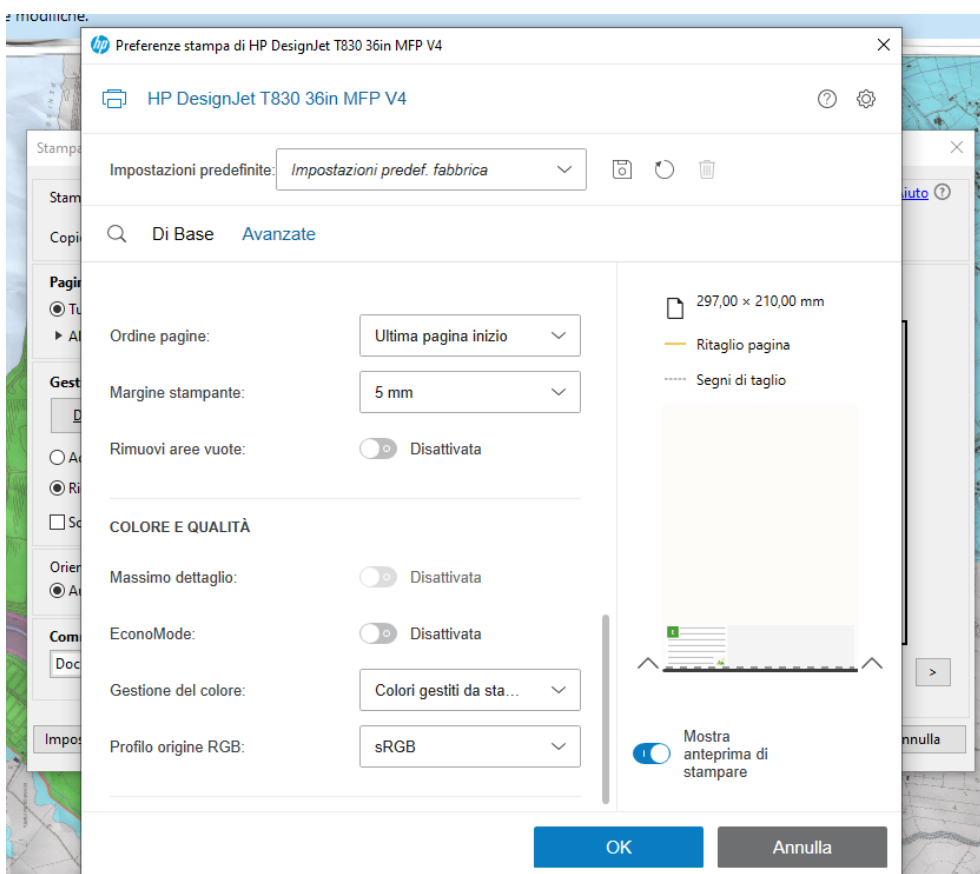 e modifiche.
Preferenze stampa di HP DesignJet T830 36in MFP V4
HP DesignJet T830 36in MFP V4
Stampa
Impostazioni predefinite:
Impostazioni predef. fabbrica
Stam
iuto
Copi
Di Base
Avanzate
Pagin
Tu
Al
297,00 × 210,00 mm
Ordine pagine:
Ultima pagina inizio
Ritaglio pagina
Gest
Margine stampante:
5 mm
Segni di taglio
D
Rimuovi aree vuote:
Disattivata
Ri
COLORE E QUALITÀ
Orien
Massimo dettaglio:
Disattivata
Au
EconoMode:
Disattivata
Com
Doc
Gestione del colore:
Colori gestiti da sta...
>
Profilo origine RGB:
sRGB
Mostra
anteprima di
stampare
Impos
nnulla
OK
Annulla